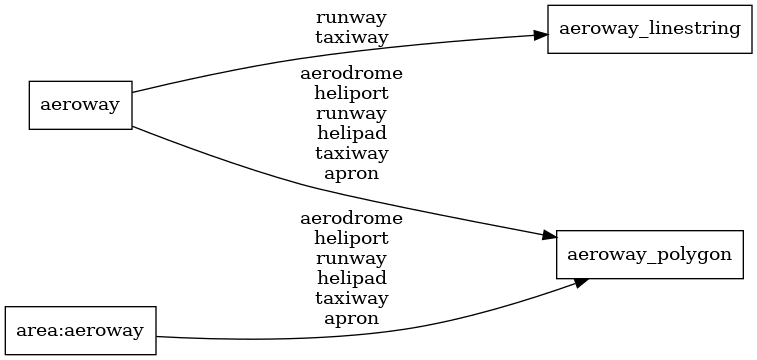 runway
taxiway
aeroway_linestring
aerodrome
heliport
runway
helipad
taxiway
apron
aeroway
aerodrome
heliport
runway
helipad
taxiway
apron
aeroway_polygon
area:aeroway